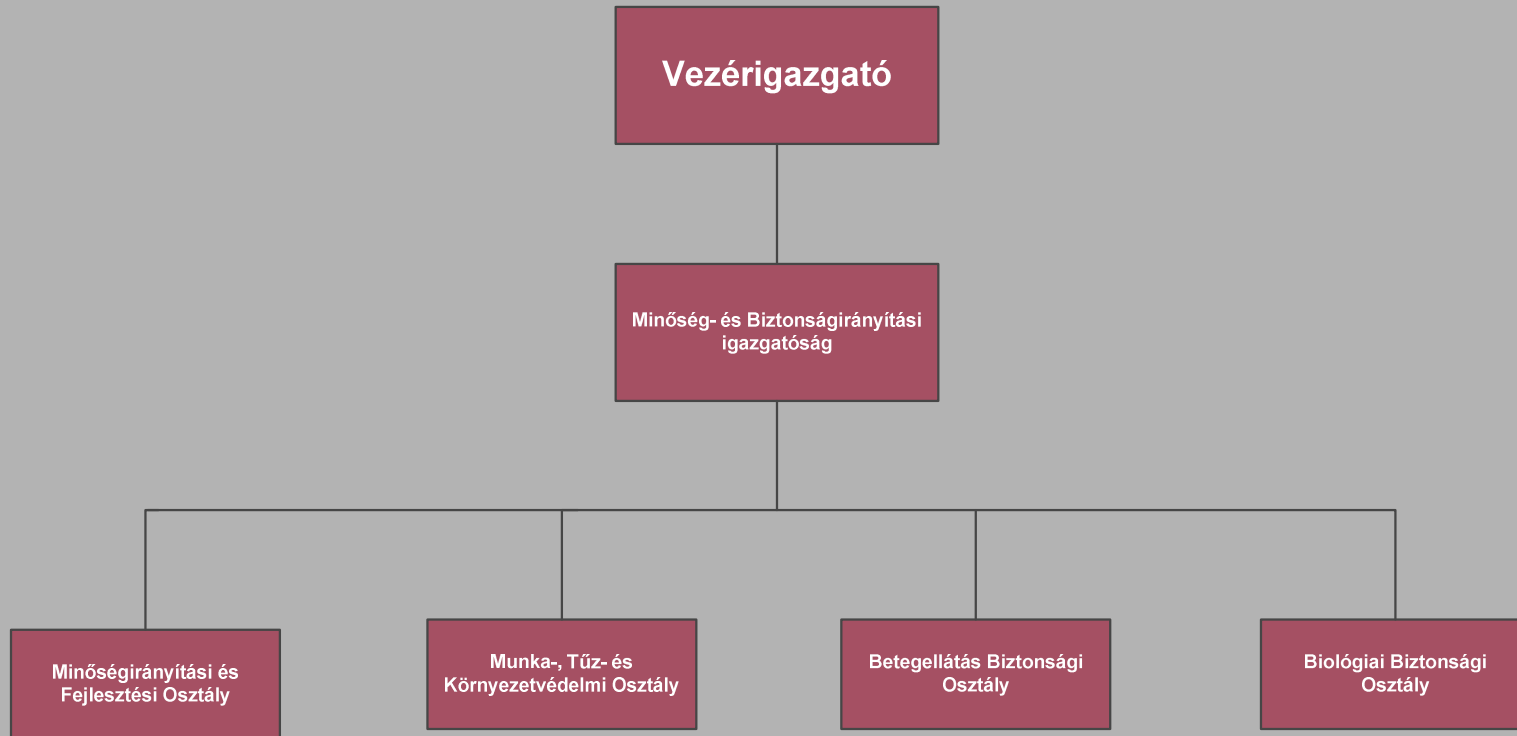 Vezérigazgató
Minőség- és Biztonságirányítási
igazgatóság
Minőségirányítási és
Fejlesztési Osztály
Munka-, Tűz- és
Környezetvédelmi Osztály
Betegellátás Biztonsági
Osztály
Biológiai Biztonsági
Osztály